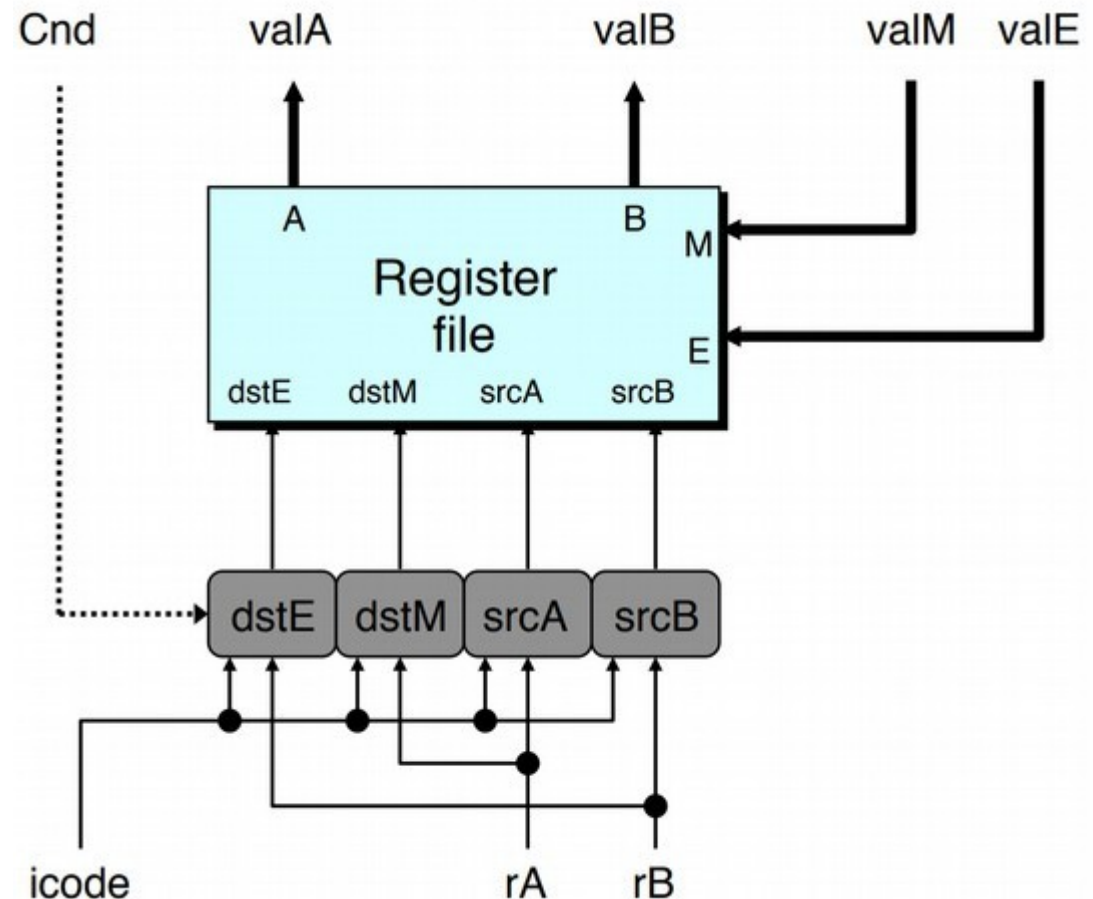 Cnd valA valB valM valE
A B
M
Register
file
E
dstE dstM srcA srcB
dstE dstM srcA srcB
icode rA rB